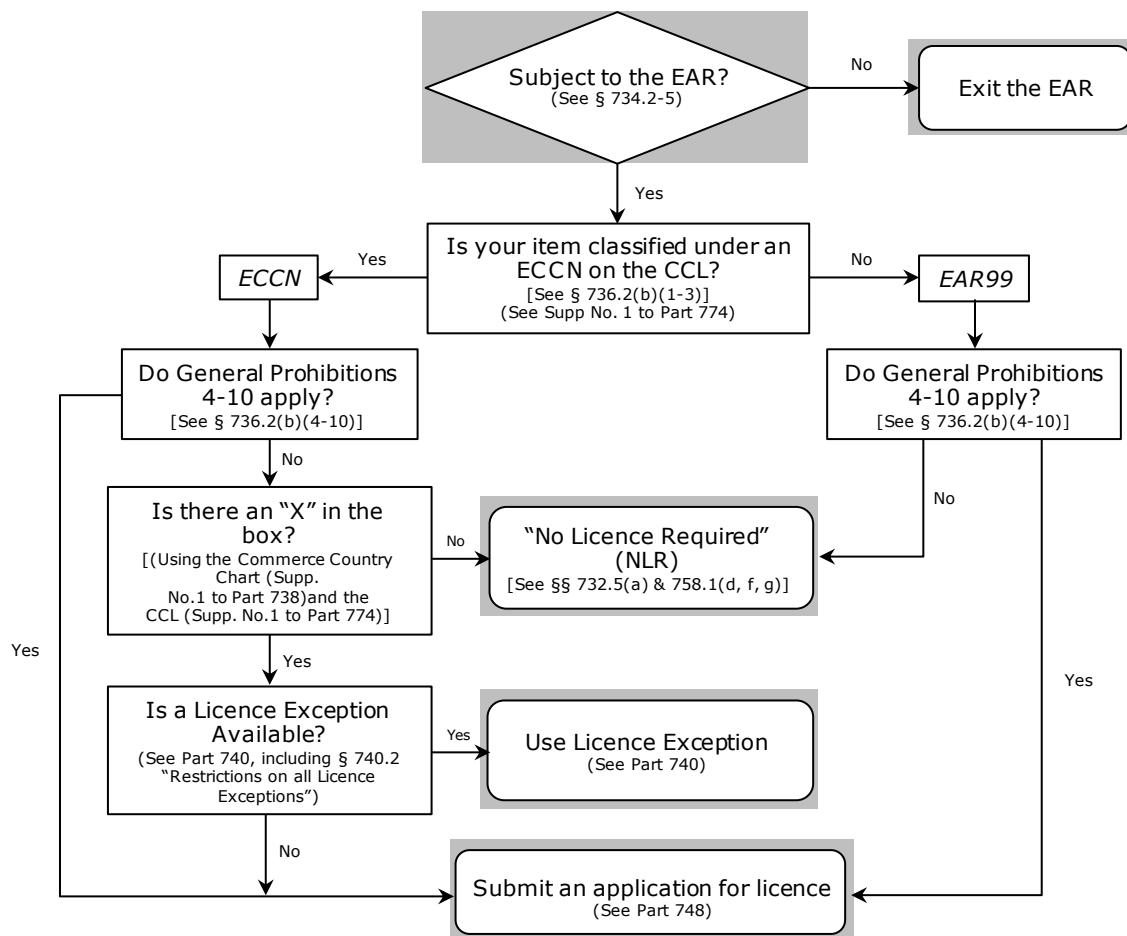 Subject to the EAR?
(See § 734.2-5)
No
Exit the EAR
Yes
Is your item classified under an
ECCN on the CCL?
[See § 736.2(b)(1-3)]
(See Supp No. 1 to Part 774)
Yes
ECCN
No
EAR99
Do General Prohibitions
4-10 apply?
[See § 736.2(b)(4-10)]
Do General Prohibitions
4-10 apply?
[See § 736.2(b)(4-10)]
No
No
Is there an “X” in the
box?
[(Using the Commerce Country
Chart (Supp.
No.1 to Part 738)and the
CCL (Supp. No.1 to Part 774)]
No
“No Licence Required”
(NLR)
[See §§ 732.5(a) & 758.1(d, f, g)]
Yes
Yes
Yes
Is a Licence Exception
Available?
(See Part 740, including § 740.2
“Restrictions on all Licence
Exceptions”)
Yes
Use Licence Exception
(See Part 740)
No
Submit an application for licence
(See Part 748)